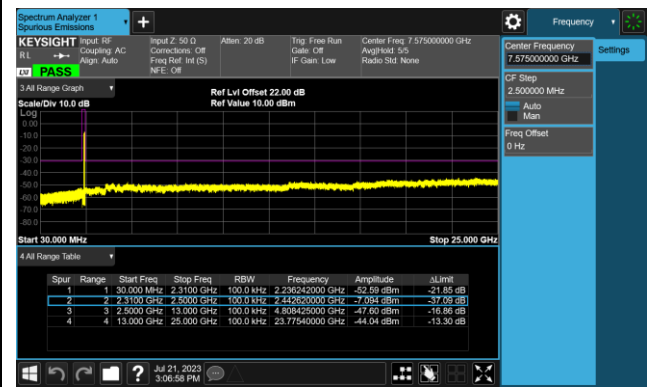 Spectrum Analyzer 1
Spurious Emissions
Frequency
KEYSIGHT Input: RF Input Z: 50 Ω Atten: 20 dB Trig: Free Run Center Freq: 7.575000000 GHz
RL Coupling: AC Corrections: Off Gate: Off Avg|Hold: 5/5
Align: Auto Freq Ref: Int (S) IF Gain: Low Radio Std: None
NFE: Off
LXI PASS
Center Frequency
7.575000000 GHz
Settings
CF Step
2.500000 MHz
Auto
Man
Freq Offset
0 Hz
3 All Range Graph
Ref Lvl Offset 22.00 dB
Scale/Div 10.0 dB Ref Value 10.00 dBm
Log
0.00
-10.0
-20.0
-30.0
-40.0
-50.0
-60.0
-70.0
-80.0
Start 30.000 MHz Stop 25.000 GHz
4 All Range Table
Spur Range Start Freq Stop Freq RBW Frequency Amplitude ΔLimit
1 1 30.000 MHz 2.3100 GHz 100.0 kHz 2.236242000 GHz -52.59 dBm -21.85 dB
2 2 2.3100 GHz 2.5000 GHz 100.0 kHz 2.442620000 GHz -7.094 dBm -37.09 dB
3 3 2.5000 GHz 13.000 GHz 100.0 kHz 4.808425000 GHz -47.60 dBm -16.86 dB
4 4 13.000 GHz 25.000 GHz 100.0 kHz 23.77540000 GHz -44.04 dBm -13.30 dB
Jul 21, 2023
3:06:58 PM